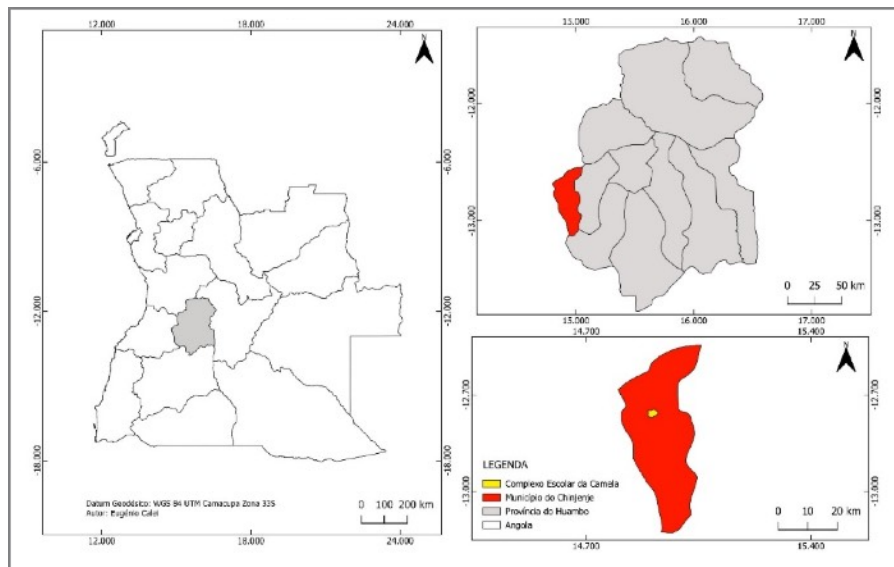 12.000 18.000 24.000
N
-6.000 -6.000
-12.000 -12.000
-18.000 -18.000
Datum Geodésico: WGS 84 UTM Camacupa Zona 33S
Autor: Eugénio Calei
0 100 200 km
12.000 18.000 24.000
15.000 16.000 17.000
N
-12.000 -12.000
-13.000 -13.000
0 25 50 km
15.000 16.000 17.000
14.700 15.400
N
-12.700 -12.700
-13.000 -13.000
LEGENDA
Complexo Escolar da Camela
Município do Chinjenje
Província do Huambo
Angola
0 10 20 km
14.700 15.400